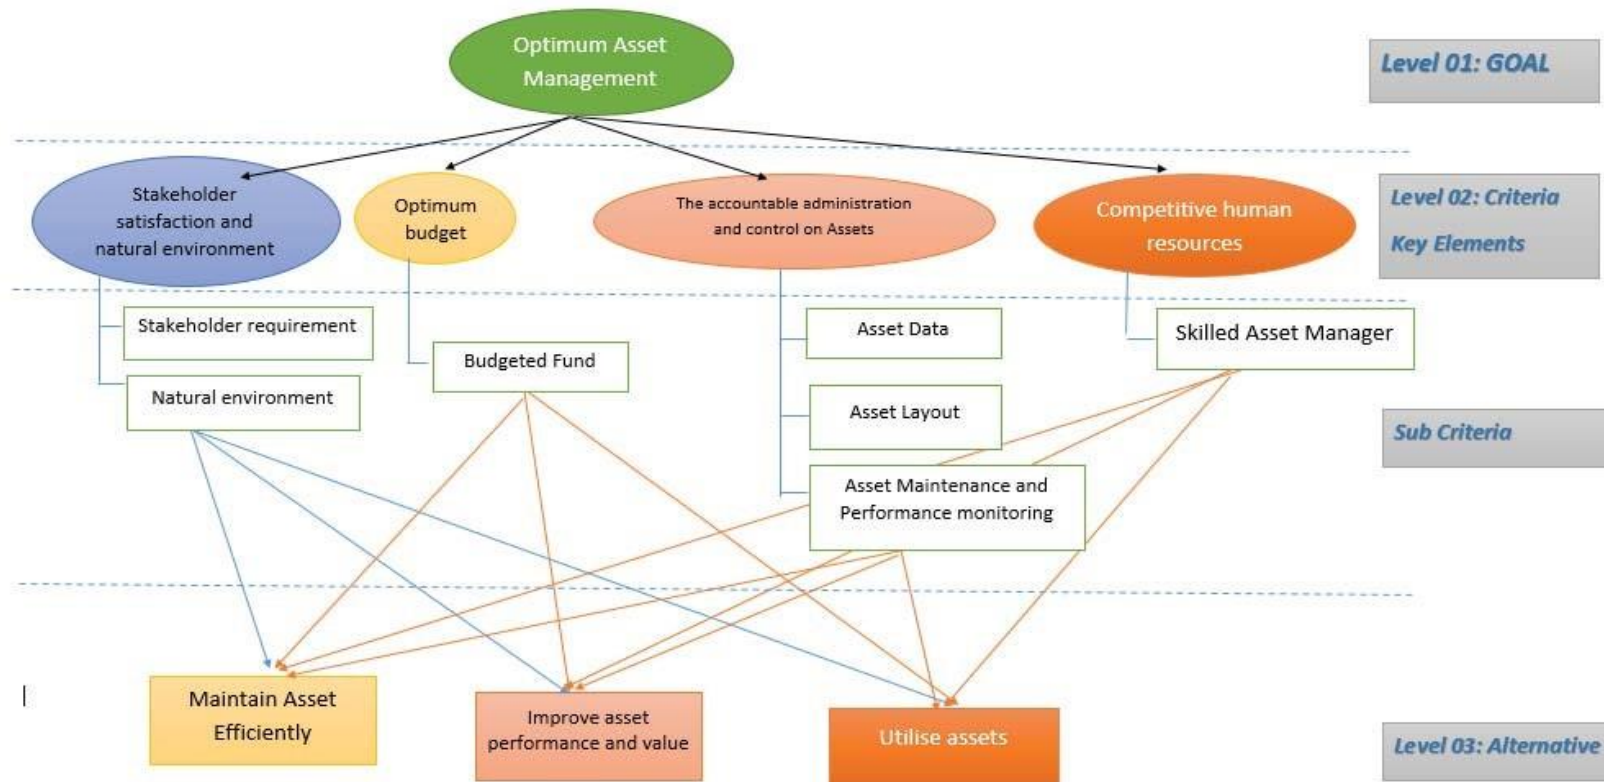 Optimum Asset
Management
Level 01: GOAL
Stakeholder
satisfaction and
natural environment
Optimum
budget
The accountable administration
and control on Assets
Competitive human
resources
Level 02: Criteria
Key Elements
Stakeholder requirement
Natural environment
Budgeted Fund
Asset Data
Asset Layout
Asset Maintenance and
Performance monitoring
Skilled Asset Manager
Sub Criteria
Maintain Asset
Efficiently
Improve asset
performance and value
Utilise assets
Level 03: Alternative